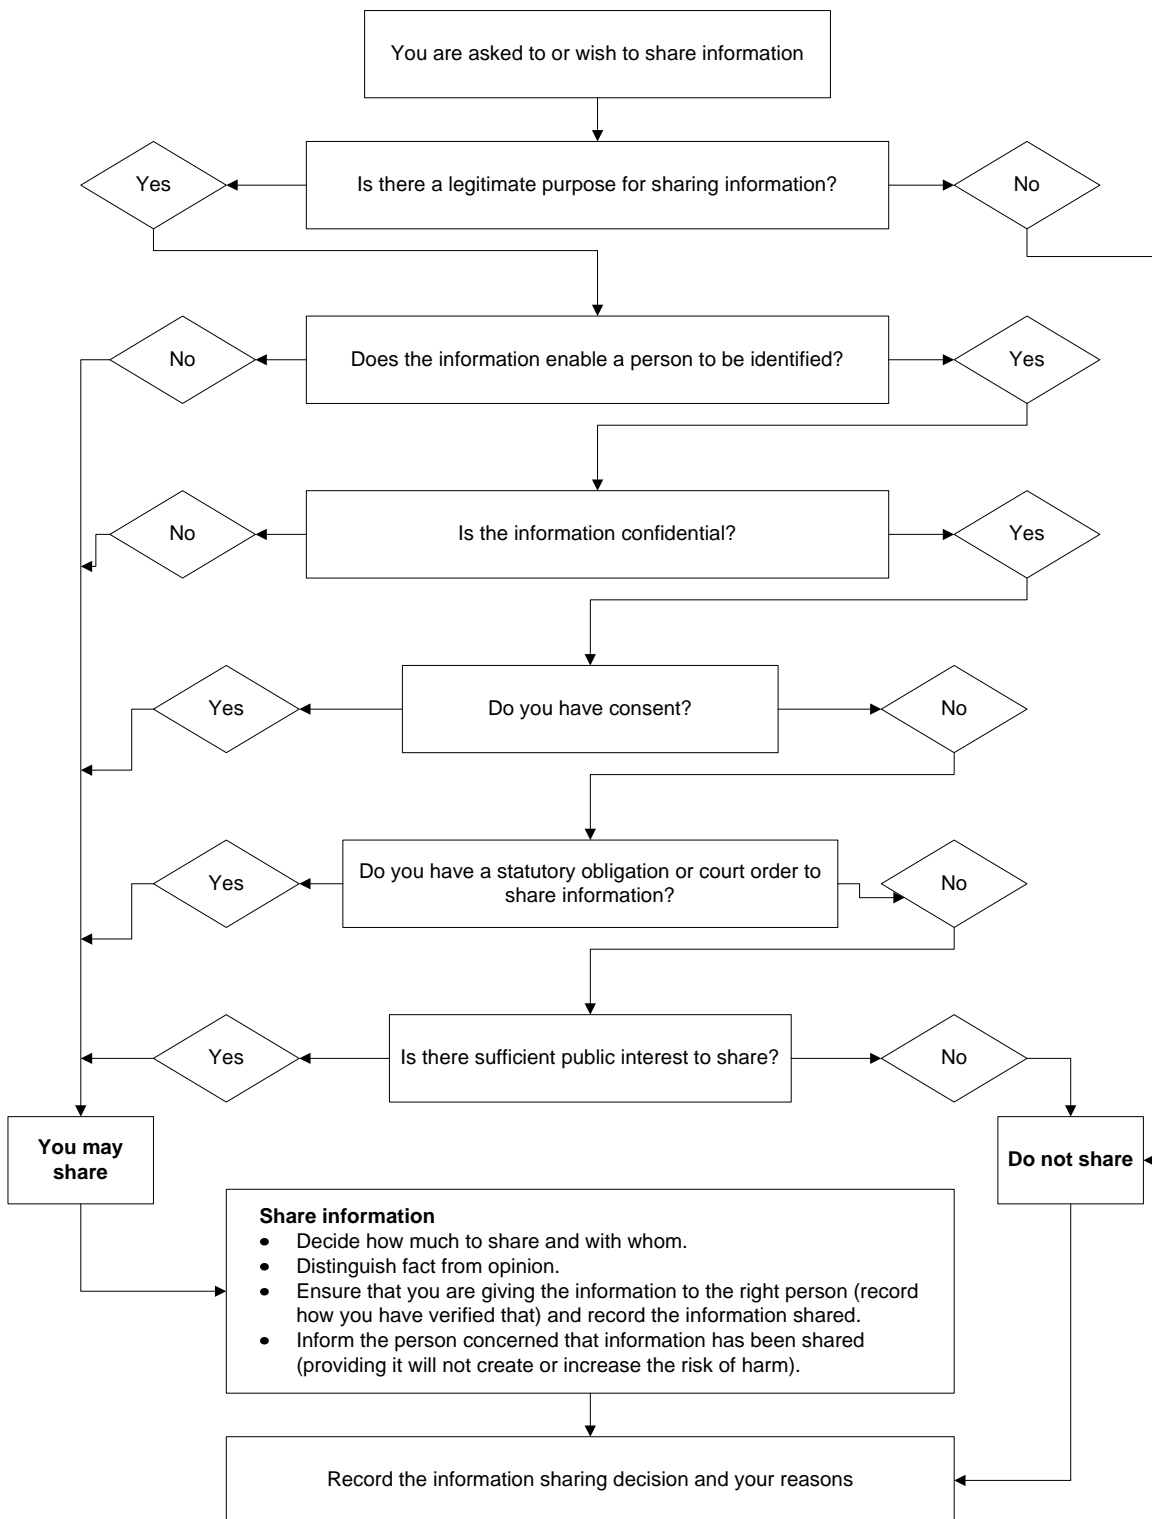 You are asked to or wish to share information
Yes
Is there a legitimate purpose for sharing information?
No
No
Does the information enable a person to be identified?
Yes
No
Is the information confidential?
Yes
Yes
Do you have consent?
No
Yes
Do you have a statutory obligation or court order to
share information?
No
Yes
Is there sufficient public interest to share?
No
You may
share
Do not share
Share information
• Decide how much to share and with whom.
• Distinguish fact from opinion.
• Ensure that you are giving the information to the right person (record
how you have verified that) and record the information shared.
• Inform the person concerned that information has been shared
(providing it will not create or increase the risk of harm).
Record the information sharing decision and your reasons